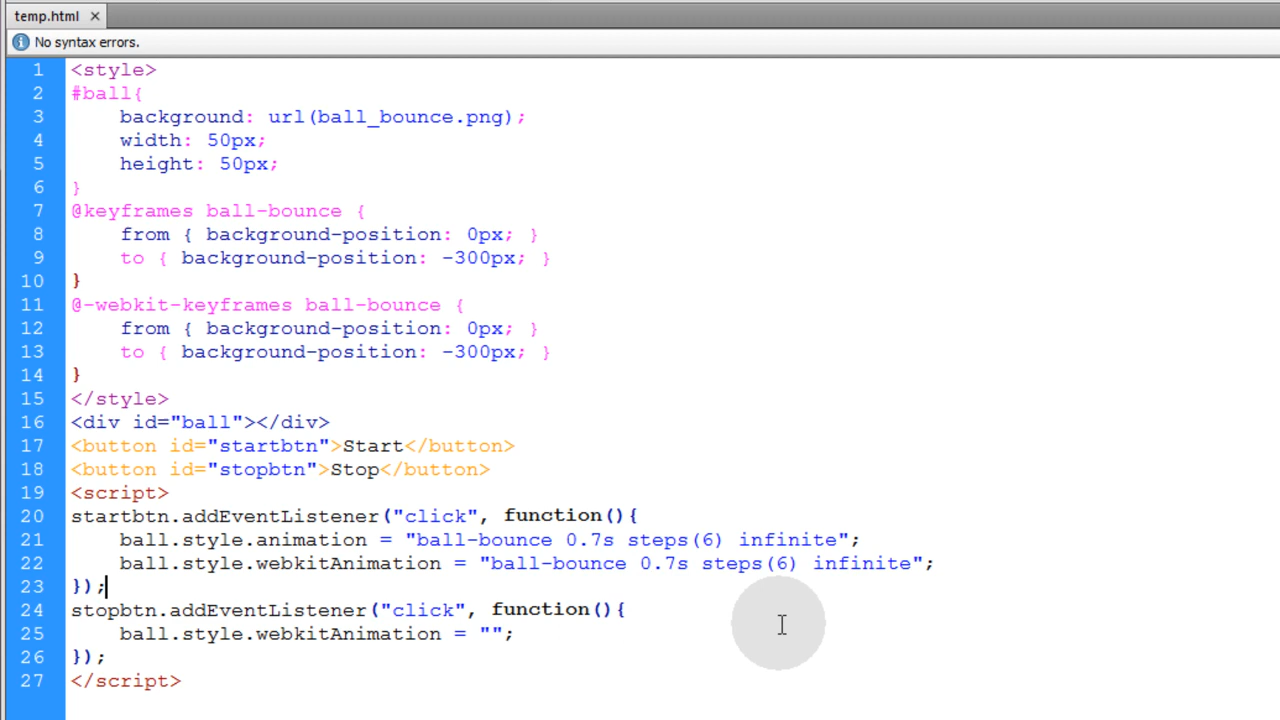 temp.html ×
No syntax errors.
1 <style>
2 #ball{
3     background: url(ball_bounce.png);
4     width: 50px;
5     height: 50px;
6 }
7 @keyframes ball-bounce {
8     from { background-position: 0px; }
9     to { background-position: -300px; }
10 }
11 @-webkit-keyframes ball-bounce {
12     from { background-position: 0px; }
13     to { background-position: -300px; }
14 }
15 </style>
16 <div id="ball"></div>
17 <button id="startbtn">Start</button>
18 <button id="stopbtn">Stop</button>
19 <script>
20 startbtn.addEventListener("click", function(){
21     ball.style.animation = "ball-bounce 0.7s steps(6) infinite";
22     ball.style.webkitAnimation = "ball-bounce 0.7s steps(6) infinite";
23 });
24 stopbtn.addEventListener("click", function(){
25     ball.style.webkitAnimation = "";
26 });
27 </script>